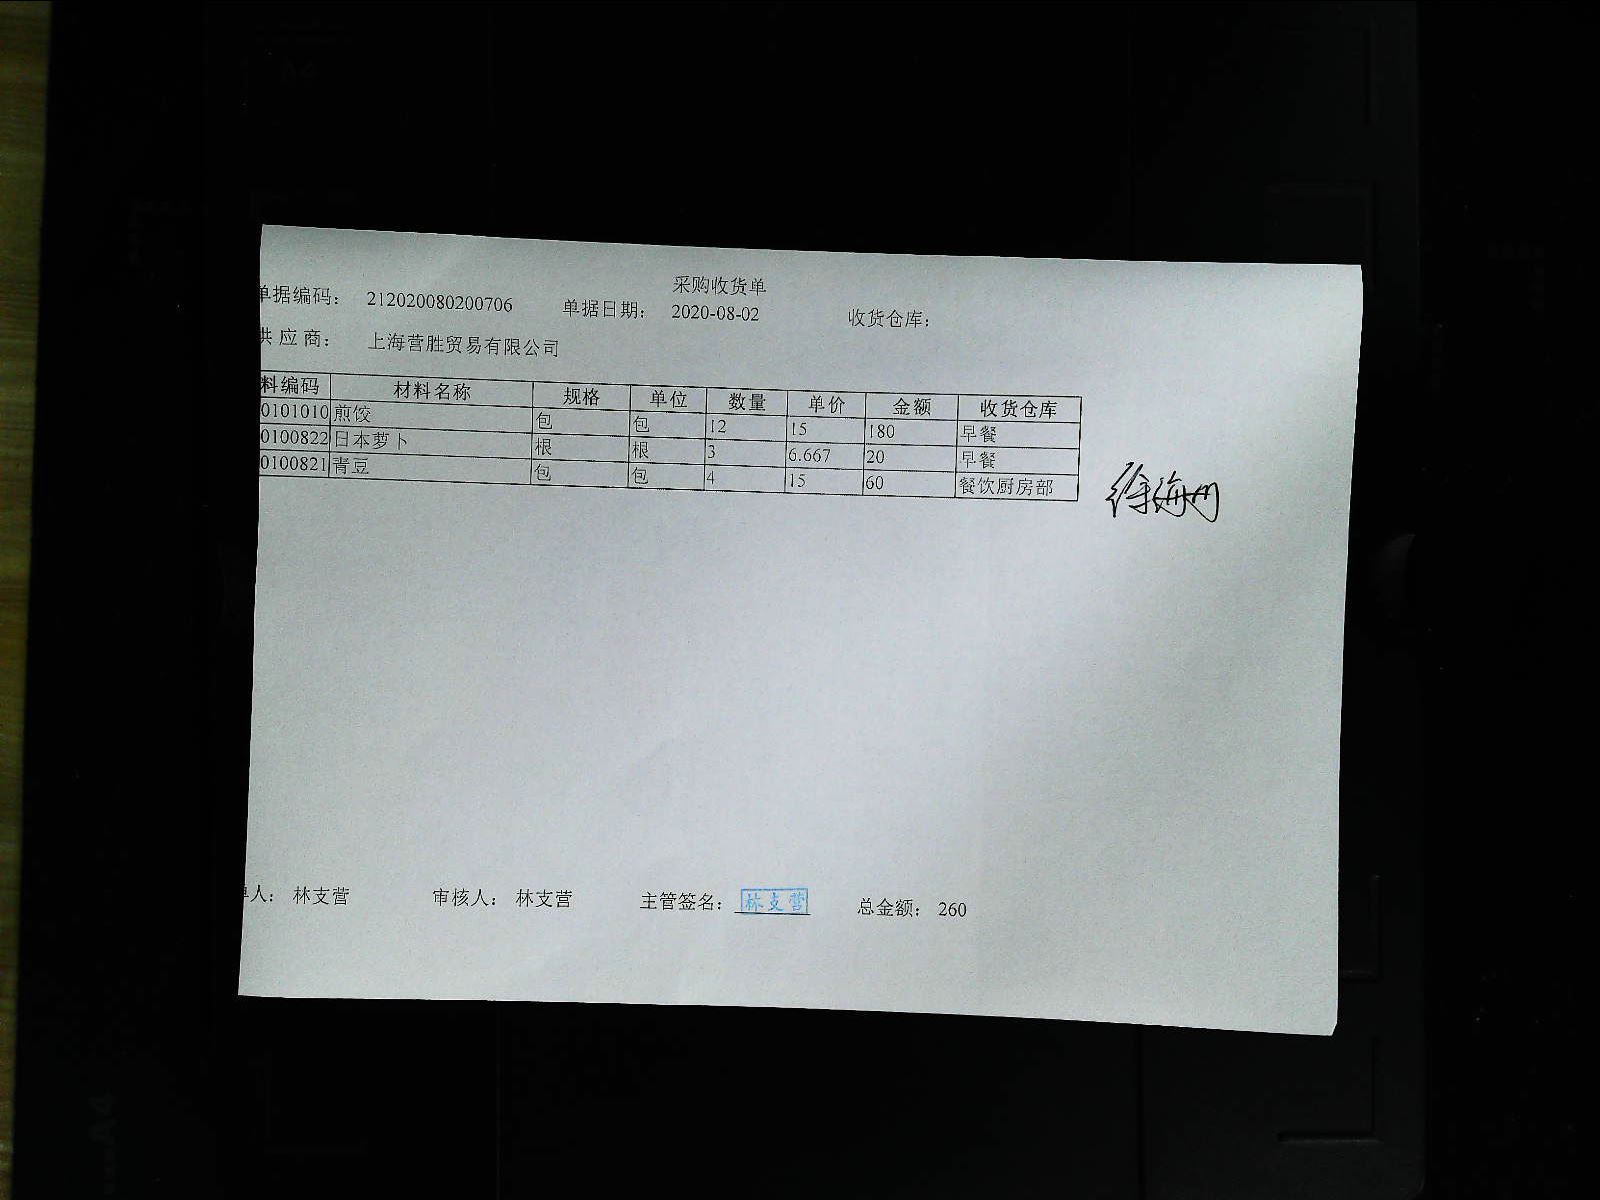 采购收货单
单据编码： 212020080200706 单据日期： 2020-08-02 收货仓库：
供应商： 上海营胜贸易有限公司
料编码 材料名称 规格 单位 数量 单价 金额 收货仓库
0101010 煎饺 包 包 12 15 180 早餐
0100822 日本萝卜 根 根 3 6.667 20 早餐
0100821 青豆 包 包 4 15 60 餐饮厨房部
徐海州
单人： 林支营 审核人： 林支营 主管签名： 林支营 总金额： 260